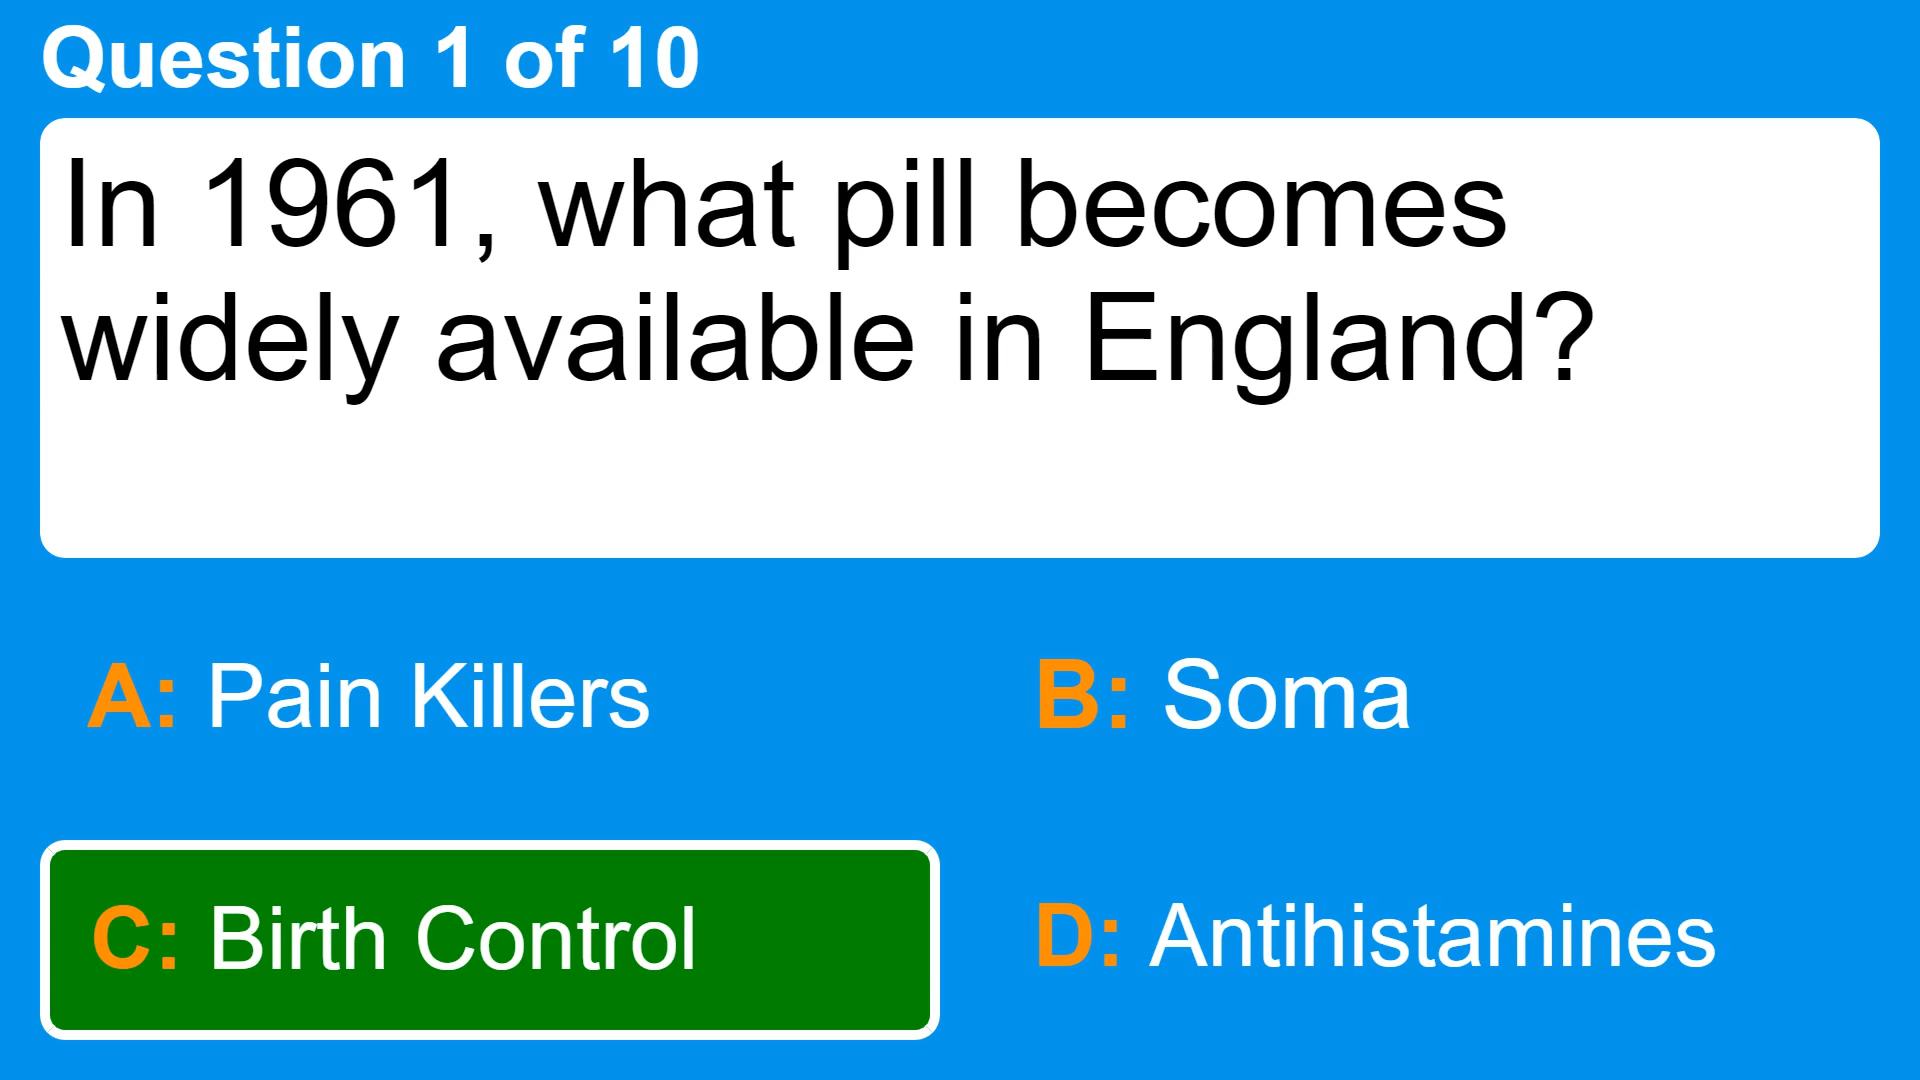 Question 1 of 10
In 1961, what pill becomes
widely available in England?
A: Pain Killers
B: Soma
C: Birth Control
D: Antihistamines